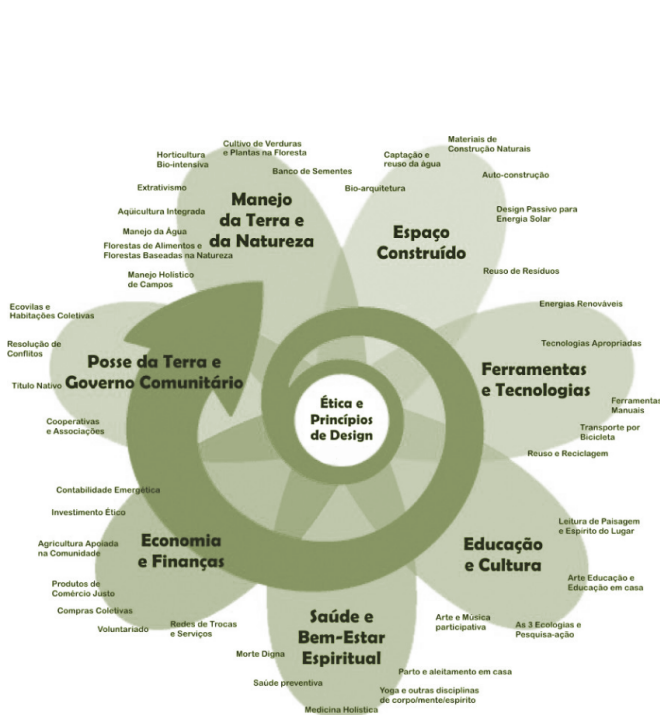 Cultivo de Verduras
e Plantas na Floresta
Horticultura
Bio-intensiva
Banco de Sementes
Extrativismo
Aqüicultura Integrada
Manejo da Água
Florestas de Alimentos e
Florestas Baseadas na Natureza
Manejo Holístico
de Campos
Manejo
da Terra e
da Natureza
Materiais de
Construção Naturais
Captação e
reuso da água
Auto-construção
Bio-arquitetura
Design Passivo para
Energia Solar
Reuso de Resíduos
Espaço
Construído
Energias Renováveis
Tecnologias Apropriadas
Ferramentas
Manuais
Transporte por
Bicicleta
Reuso e Reciclagem
Ferramentas
e Tecnologias
Leitura de Paisagem
e Espírito do Lugar
Arte Educação e
Educação em casa
As 3 Ecologias e
Pesquisa-ação
Arte e Música
participativa
Educação
e Cultura
Saúde e
Bem-Estar
Espiritual
Parto e aleitamento em casa
Yoga e outras disciplinas
de corpo/mente/espírito
Medicina Holística
Saúde preventiva
Morte Digna
Economia
e Finanças
Contabilidade Emergética
Investimento Ético
Agricultura Apoiada
na Comunidade
Produtos de
Comércio Justo
Compras Coletivas
Voluntariado
Redes de Trocas
e Serviços
Posse da Terra e
Governo Comunitário
Ecovilas e
Habitações Coletivas
Resolução de
Conflitos
Título Nativo
Cooperativas
e Associações
Ética e
Princípios
de Design